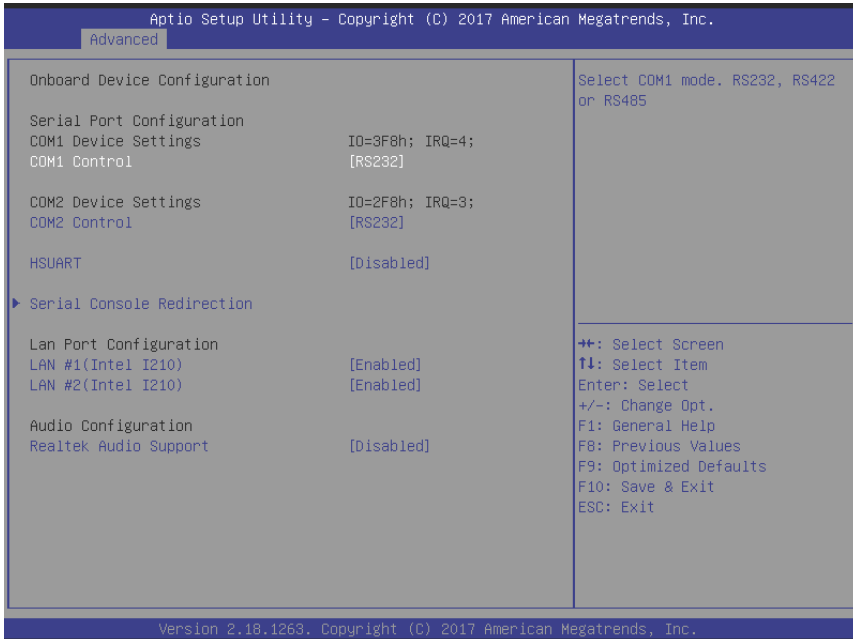 Aptio Setup Utility – Copyright (C) 2017 American Megatrends, Inc.
Advanced
Onboard Device Configuration
Serial Port Configuration
COM1 Device Settings IO=3F8h; IRQ=4;
COM1 Control [RS232]
COM2 Device Settings IO=2F8h; IRQ=3;
COM2 Control [RS232]
HSUART [Disabled]
Serial Console Redirection
Lan Port Configuration
LAN #1(Intel I210) [Enabled]
LAN #2(Intel I210) [Enabled]
Audio Configuration
Realtek Audio Support [Disabled]
Select COM1 mode. RS232, RS422
or RS485
→←: Select Screen
↑↓: Select Item
Enter: Select
+/-: Change Opt.
F1: General Help
F8: Previous Values
F9: Optimized Defaults
F10: Save & Exit
ESC: Exit
Version 2.18.1263. Copyright (C) 2017 American Megatrends, Inc.